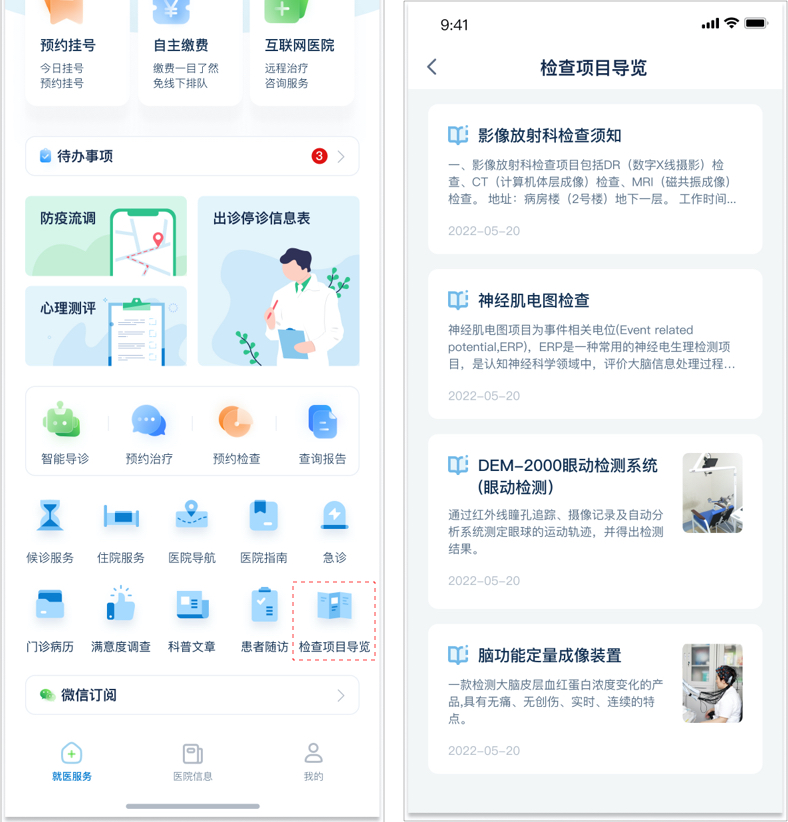 预约挂号
今日挂号
预约挂号
自主缴费
缴费一目了然
免线下排队
互联网医院
远程治疗
咨询服务
待办事项
3
防疫流调
出诊停诊信息表
心理测评
智能导诊
预约治疗
预约检查
查询报告
候诊服务
住院服务
医院导航
医院指南
急诊
门诊病历
满意度调查
科普文章
患者随访
检查项目导览
微信订阅
就医服务
医院信息
我的
9:41
检查项目导览
影像放射科检查须知
一、影像放射科检查项目包括DR（数字X线摄影）检
查、CT（计算机体层成像）检查、MRI（磁共振成像）
检查。 地址：病房楼（2号楼）地下一层。 工作时间...
2022-05-20
神经肌电图检查
神经肌电图项目为事件相关电位(Event related
potential,ERP)，ERP是一种常用的神经电生理检测项
目，是认知神经科学领域中，评价大脑信息处理过程...
2022-05-20
DEM-2000眼动检测系统
(眼动检测）
通过红外线瞳孔追踪、摄像记录及自动分
析系统测定眼球的运动轨迹，并得出检测
结果。
2022-05-20
脑功能定量成像装置
一款检测大脑皮层血红蛋白浓度变化的产
品,具有无痛、无创伤、实时、连续的特
点。
2022-05-20